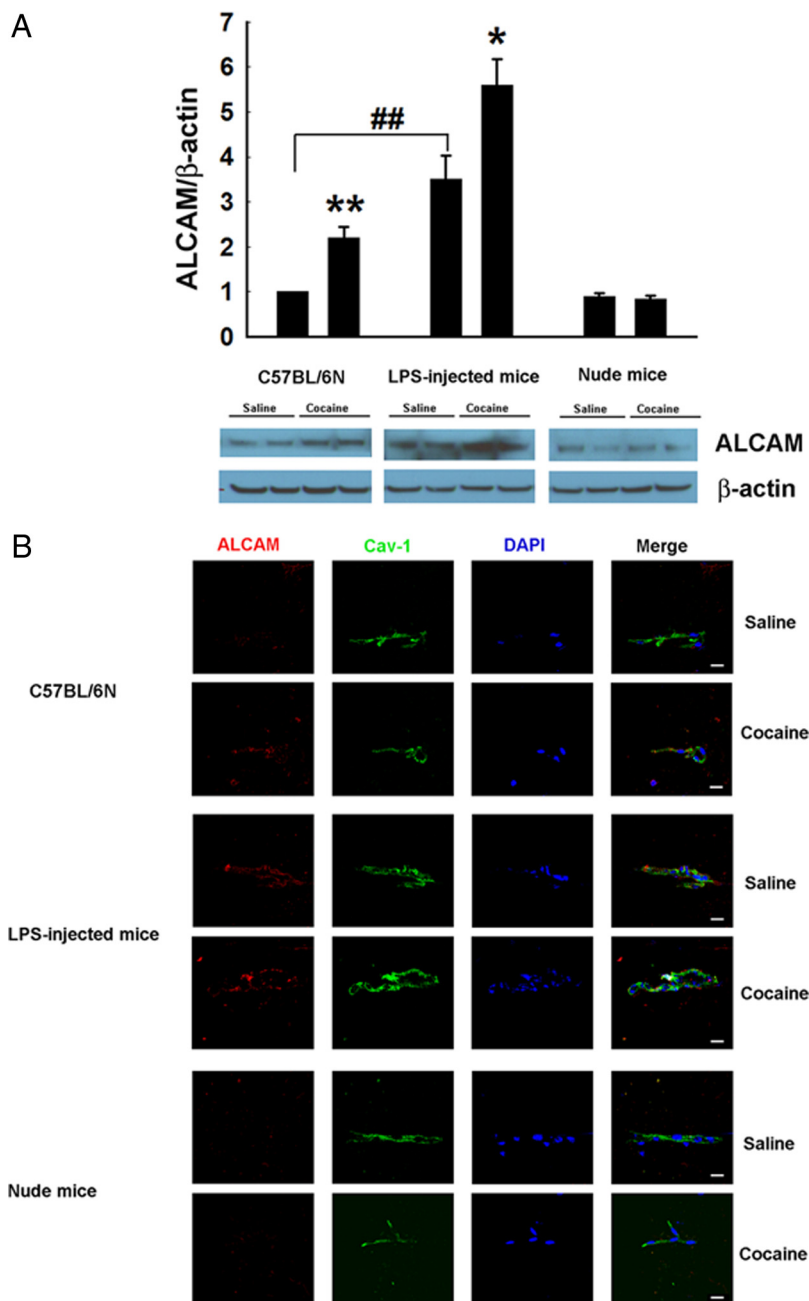 A
ALCAM/β-actin
7
6
5
4
3
2
1
0
##
**
*
C57BL/6N
LPS-injected mice
Nude mice
Saline Cocaine
Saline Cocaine
Saline Cocaine
ALCAM
β-actin
B
ALCAM Cav-1 DAPI Merge
C57BL/6N
Saline
Cocaine
LPS-injected mice
Saline
Cocaine
Nude mice
Saline
Cocaine